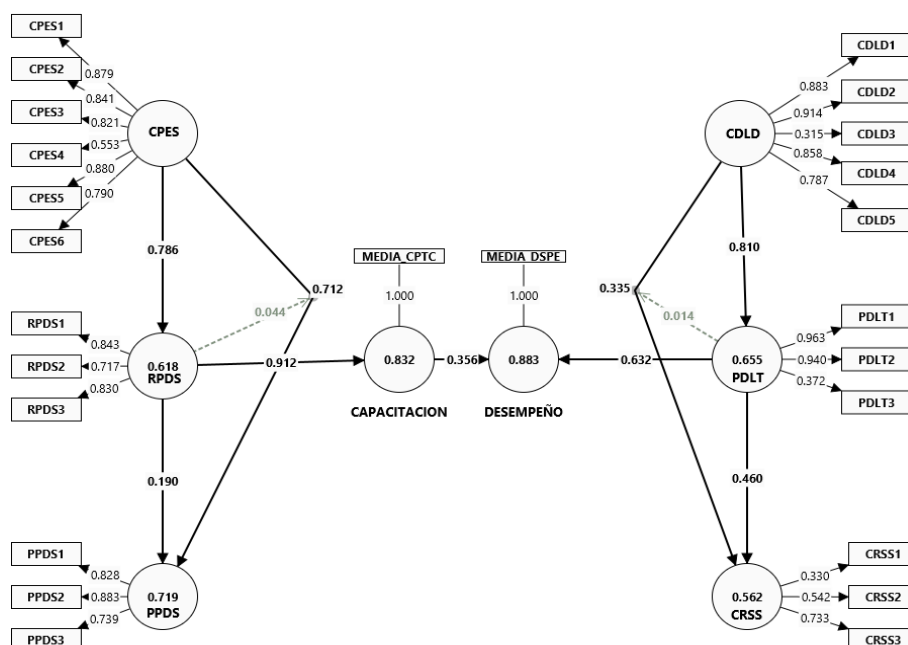 CPES1
CPES2
CPES3
CPES4
CPES5
CPES6
0.879
0.841
0.821
0.553
0.880
0.790
CPES
CDLD
CDLD1
CDLD2
CDLD3
CDLD4
CDLD5
0.883
0.914
0.315
0.858
0.787
0.786
0.712
0.044
MEDIA_CPTC
1.000
MEDIA_DSPE
1.000
0.335
0.014
0.810
RPDS1
RPDS2
RPDS3
0.843
0.717
0.830
0.618
RPDS
0.912
0.832
CAPACITACION
0.356
0.883
DESEMPEÑO
0.632
0.655
PDLT
0.963
0.940
0.372
PDLT1
PDLT2
PDLT3
0.190
0.460
PPDS1
PPDS2
PPDS3
0.828
0.883
0.739
0.719
PPDS
0.562
CRSS
0.330
0.542
0.733
CRSS1
CRSS2
CRSS3